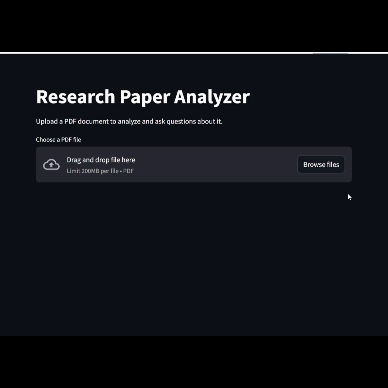 Research Paper Analyzer
Upload a PDF document to analyze and ask questions about it.
Choose a PDF file
Drag and drop file here
Limit 200MB per file • PDF
Browse files